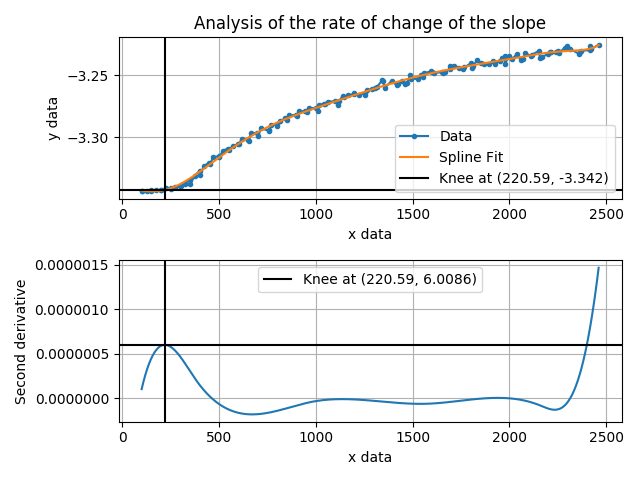 Analysis of the rate of change of the slope
−3.25
−3.30
y data
Data
Spline Fit
Knee at (220.59, -3.342)
0
500
1000
1500
2000
2500
x data
0.0000015
0.0000010
0.0000005
0.0000000
Second derivative
Knee at (220.59, 6.0086)
0
500
1000
1500
2000
2500
x data